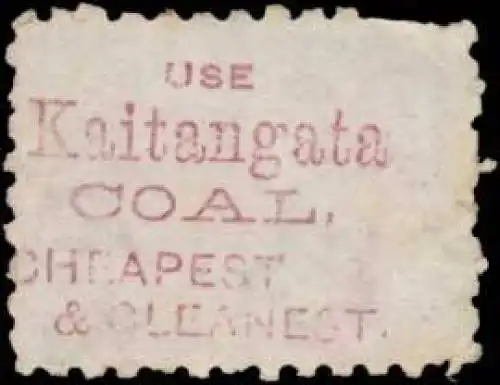 USE
Kaitangata
COAL,
CHEAPEST
& CLEANEST.